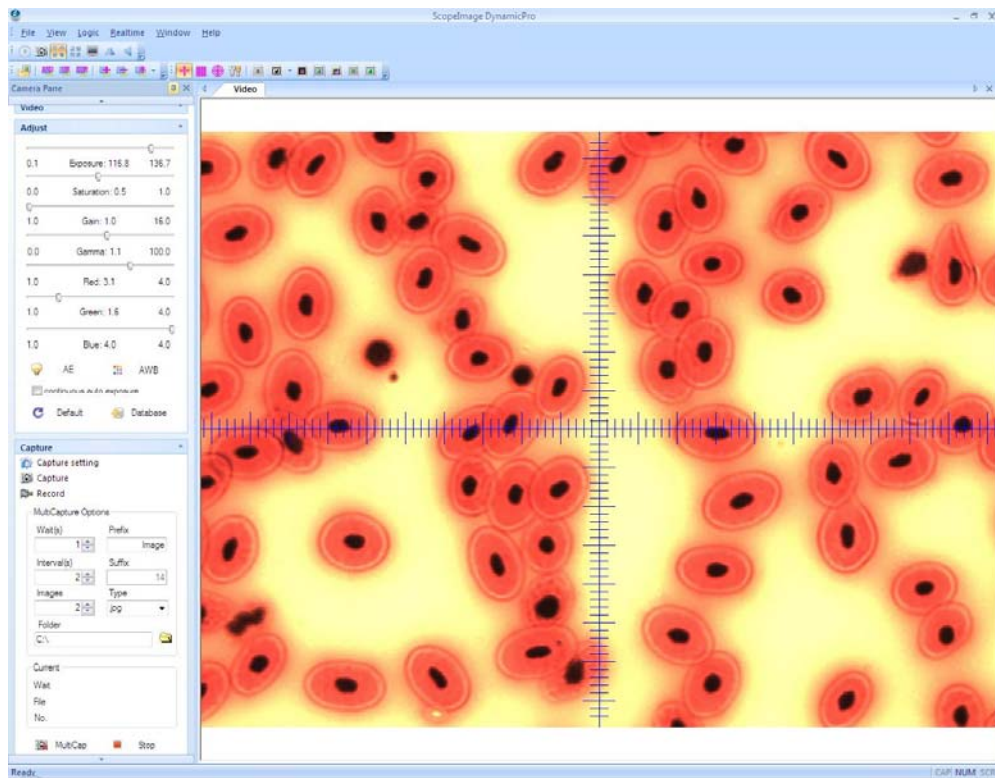 ScopeImage DynamicPro
File View Logic Realtime Window Help
Camera Pane
Video
Video
Adjust
0.1 Exposure: 116.8 136.7
0.0 Saturation: 0.5 1.0
1.0 Gain: 1.0 16.0
0.0 Gamma: 1.1 100.0
1.0 Red: 3.1 4.0
1.0 Green: 1.6 4.0
1.0 Blue: 4.0 4.0
AE AWB
continuous auto exposure
Default Database
Capture
Capture setting
Capture
Record
MultiCapture Options
Wait(s) Prefix
1 Image
Interval(s) Suffix
2 14
Images Type
2 jpg
Folder
C:\
Current
Wait
File
No.
MultiCap Stop
Ready CAP NUM SCR